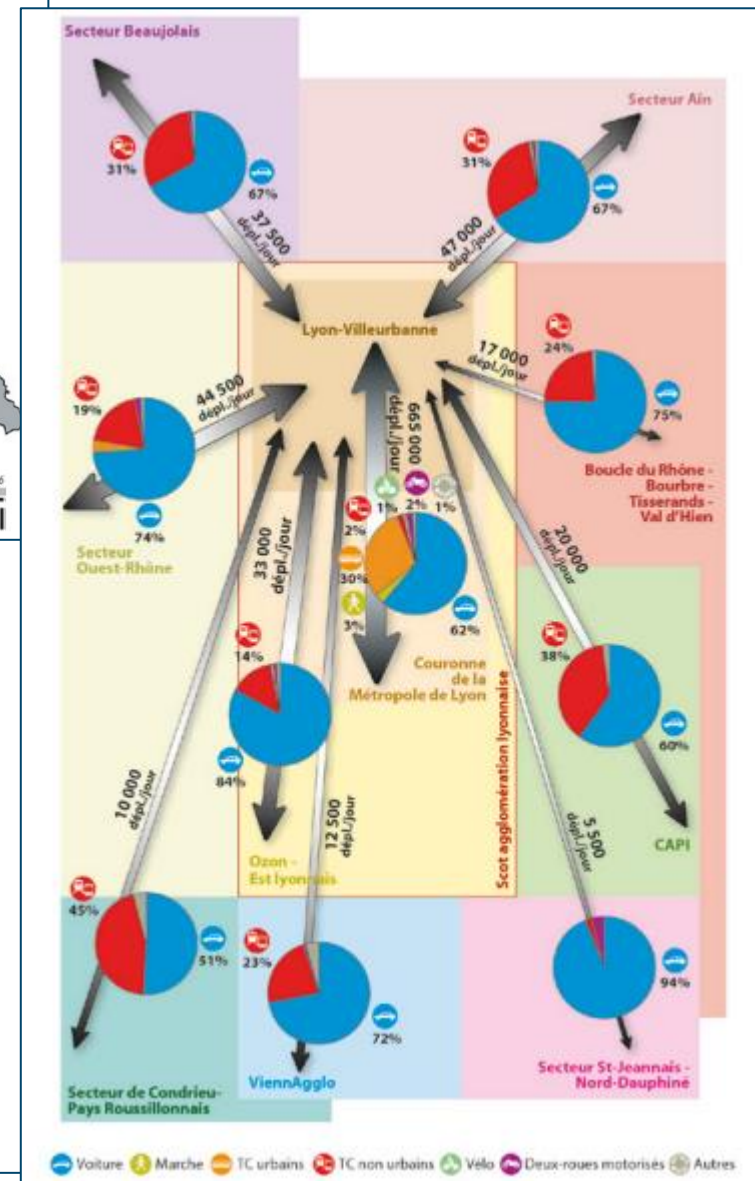 Secteur Beaujolais
Secteur Ain
31%
67%
37 500
dépl./jour
31%
67%
47 000
dépl./jour
Lyon-Villeurbanne
17 000
dépl./jour
24%
75%
Boucle du Rhône -
Bourbre -
Tisserands -
Val d'Hien
19%
44 500
dépl./jour
74%
Secteur
Ouest-Rhône
665 000
dépl./jour
1%
2%
1%
2%
30%
3%
62%
Couronne
de la
Métropole de Lyon
33 000
dépl./jour
14%
84%
Ozon -
Est lyonnais
20 000
dépl./jour
38%
60%
CAPI
Scot agglomération lyonnaise
10 000
dépl./jour
12 500
dépl./jour
5 500
dépl./jour
45%
51%
Secteur de Condrieu-
Pays Roussillonnais
23%
72%
ViennAgglo
94%
Secteur St-Jeannais -
Nord-Dauphiné
Voiture Marche TC urbains TC non urbains Vélo Deux-roues motorisés Autres